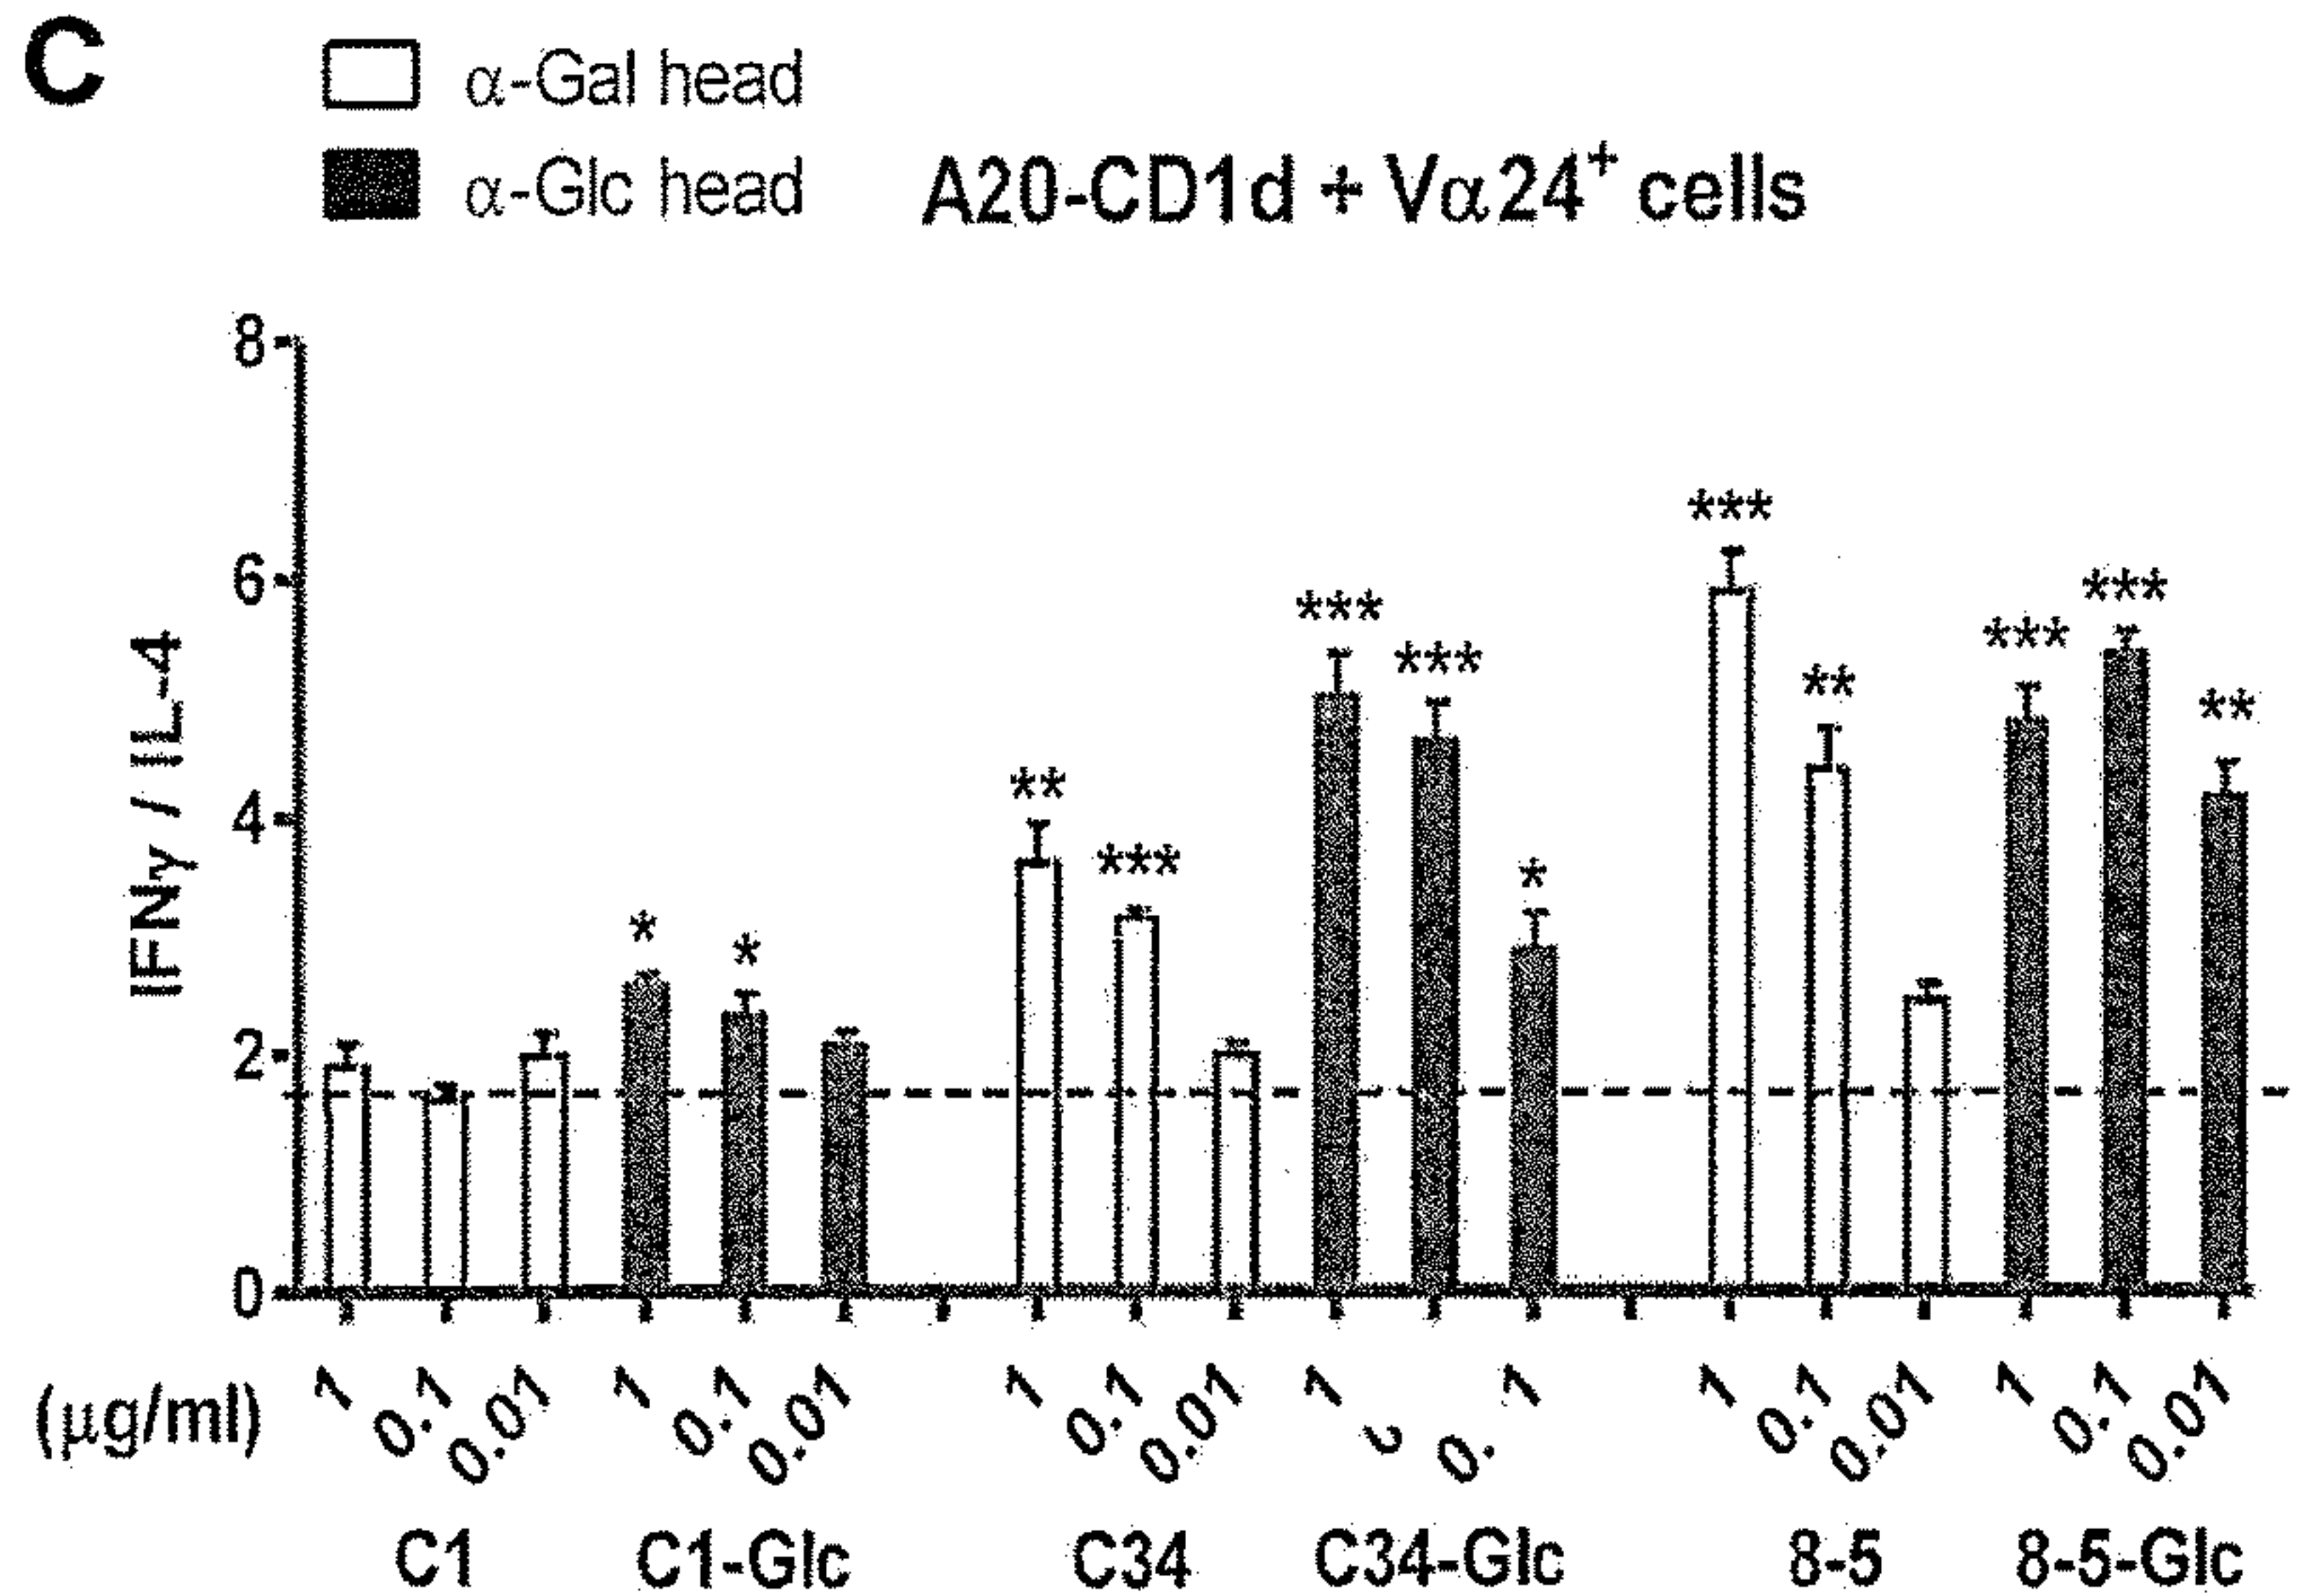 C
α-Gal head
α-Glc head
A20-CD1d + Vα24⁺ cells
IFNγ / IL-4
8
6
4
2
0
* * ** *** *** *** * *** ** *** *** **
(μg/ml) 1 0.1 0.01 1 0.1 0.01 1 0.1 0.01 1 0. 1 1 0.1 0.01 1 0.1 0.01
C1 C1-Glc C34 C34-Glc 8-5 8-5-Glc